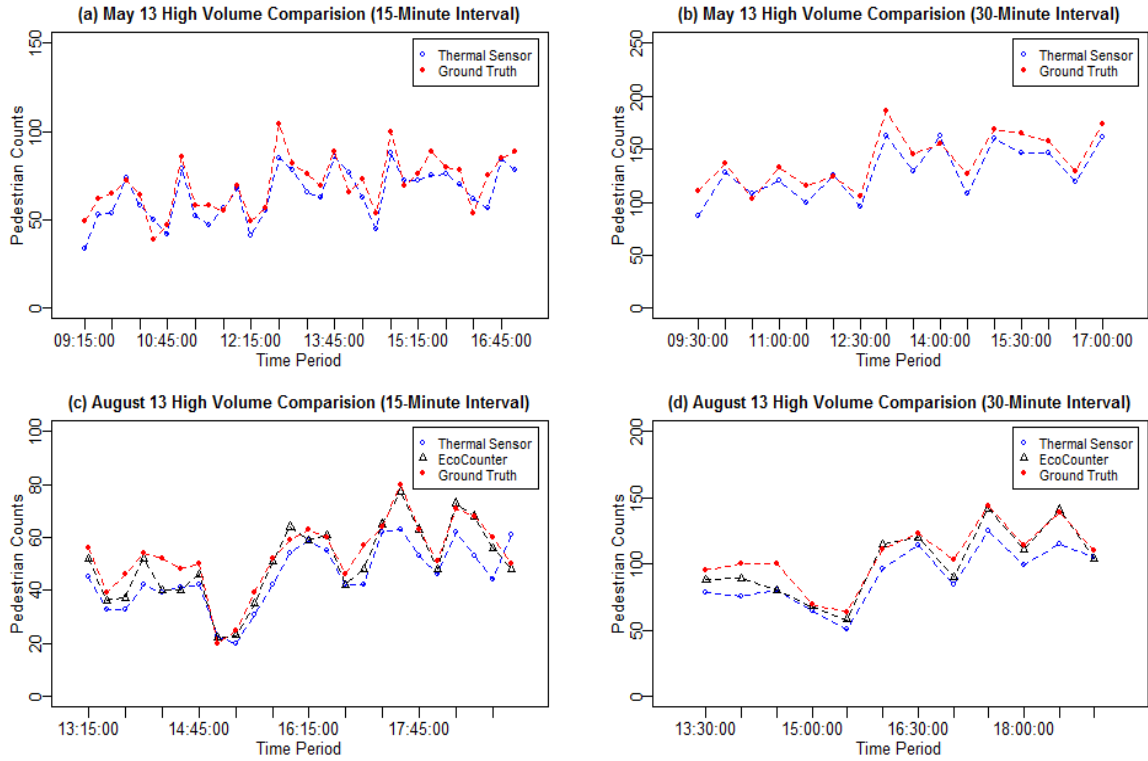 (a) May 13 High Volume Comparision (15-Minute Interval)
Pedestrian Counts
150
100
50
0
Thermal Sensor
Ground Truth
09:15:00 10:45:00 12:15:00 13:45:00 15:15:00 16:45:00
Time Period
(b) May 13 High Volume Comparision (30-Minute Interval)
Pedestrian Counts
250
200
150
100
50
0
Thermal Sensor
Ground Truth
09:30:00 11:00:00 12:30:00 14:00:00 15:30:00 17:00:00
Time Period
(c) August 13 High Volume Comparision (15-Minute Interval)
Pedestrian Counts
100
80
60
40
20
0
Thermal Sensor
EcoCounter
Ground Truth
13:15:00 14:45:00 16:15:00 17:45:00
Time Period
(d) August 13 High Volume Comparision (30-Minute Interval)
Pedestrian Counts
200
150
100
50
0
Thermal Sensor
EcoCounter
Ground Truth
13:30:00 15:00:00 16:30:00 18:00:00
Time Period